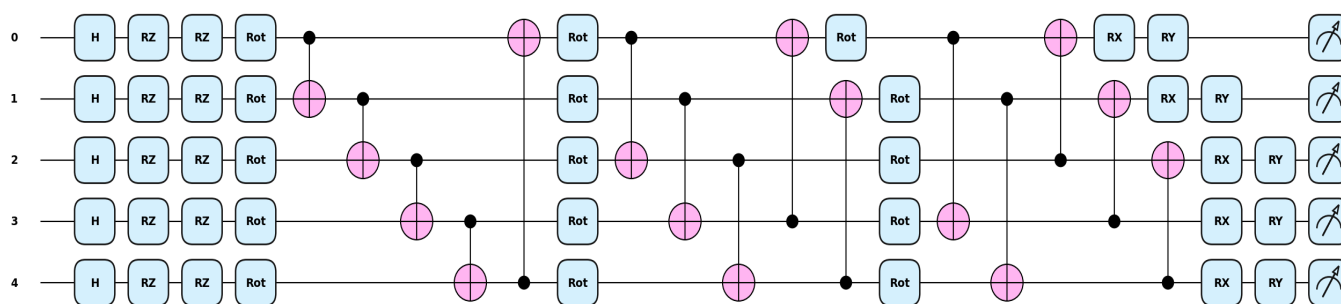 0 H RZ RZ Rot Rot Rot RX RY
1 H RZ RZ Rot Rot Rot RX RY
2 H RZ RZ Rot Rot Rot RX RY
3 H RZ RZ Rot Rot Rot RX RY
4 H RZ RZ Rot Rot Rot RX RY